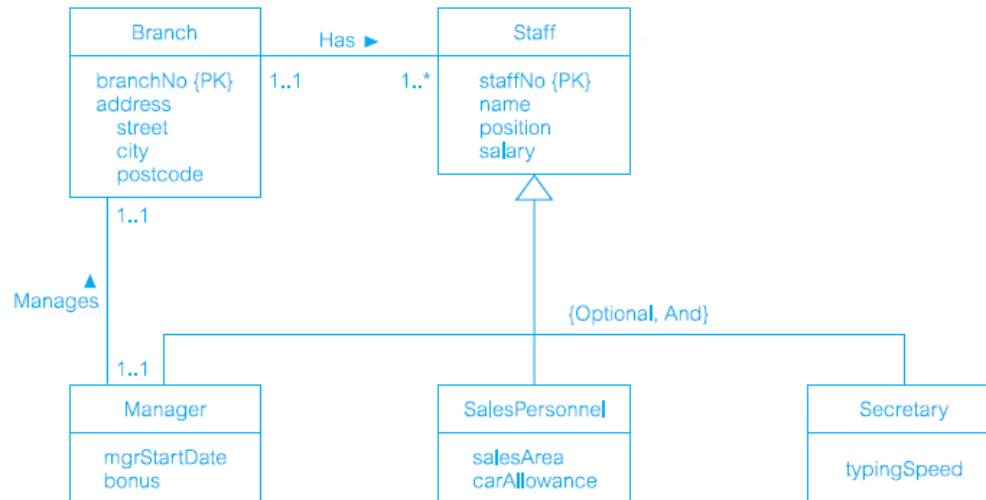 Branch
Has ►
Staff
branchNo {PK}
address
street
city
postcode
1..1
1..*
staffNo {PK}
name
position
salary
1..1
▲
Manages
{Optional, And}
1..1
Manager
mgrStartDate
bonus
SalesPersonnel
salesArea
carAllowance
Secretary
typingSpeed